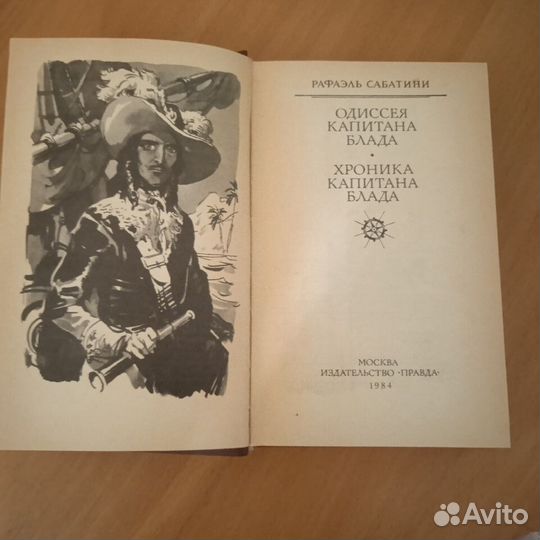 РАФАЭЛЬ САБАТИНИ
ОДИССЕЯ
КАПИТАНА
БЛАДА
•
ХРОНИКА
КАПИТАНА
БЛАДА
МОСКВА
ИЗДАТЕЛЬСТВО «ПРАВДА»
1984
Avito